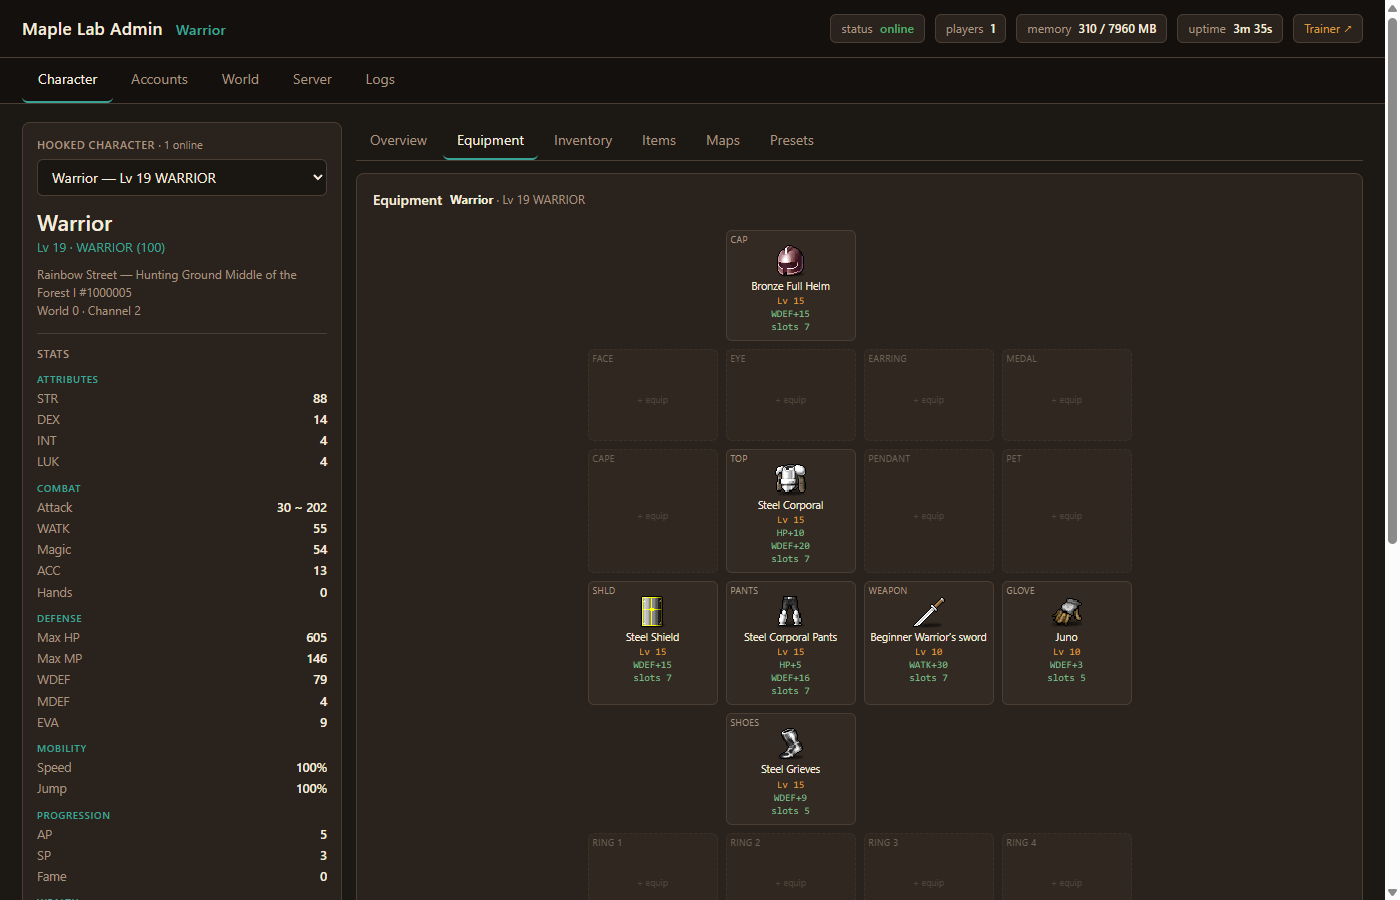 Maple Lab Admin Warrior
status online
players 1
memory 310 / 7960 MB
uptime 3m 35s
Trainer ↗
Character Accounts World Server Logs
HOOKED CHARACTER · 1 online
Warrior — Lv 19 WARRIOR
Warrior
Lv 19 · WARRIOR (100)
Rainbow Street — Hunting Ground Middle of the
Forest I #1000005
World 0 · Channel 2
STATS
ATTRIBUTES
STR 88
DEX 14
INT 4
LUK 4
COMBAT
Attack 30 ~ 202
WATK 55
Magic 54
ACC 13
Hands 0
DEFENSE
Max HP 605
Max MP 146
WDEF 79
MDEF 4
EVA 9
MOBILITY
Speed 100%
Jump 100%
PROGRESSION
AP 5
SP 3
Fame 0
Overview Equipment Inventory Items Maps Presets
Equipment Warrior · Lv 19 WARRIOR
CAP
Bronze Full Helm
Lv 15
WDEF+15
slots 7
FACE
+ equip
EYE
+ equip
EARRING
+ equip
MEDAL
+ equip
CAPE
+ equip
TOP
Steel Corporal
Lv 15
HP+10
WDEF+20
slots 7
PENDANT
+ equip
PET
+ equip
SHLD
Steel Shield
Lv 15
WDEF+15
slots 7
PANTS
Steel Corporal Pants
Lv 15
HP+5
WDEF+16
slots 7
WEAPON
Beginner Warrior's sword
Lv 10
WATK+30
slots 7
GLOVE
Juno
Lv 10
WDEF+3
slots 5
SHOES
Steel Grieves
Lv 15
WDEF+9
slots 5
RING 1
+ equip
RING 2
+ equip
RING 3
+ equip
RING 4
+ equip